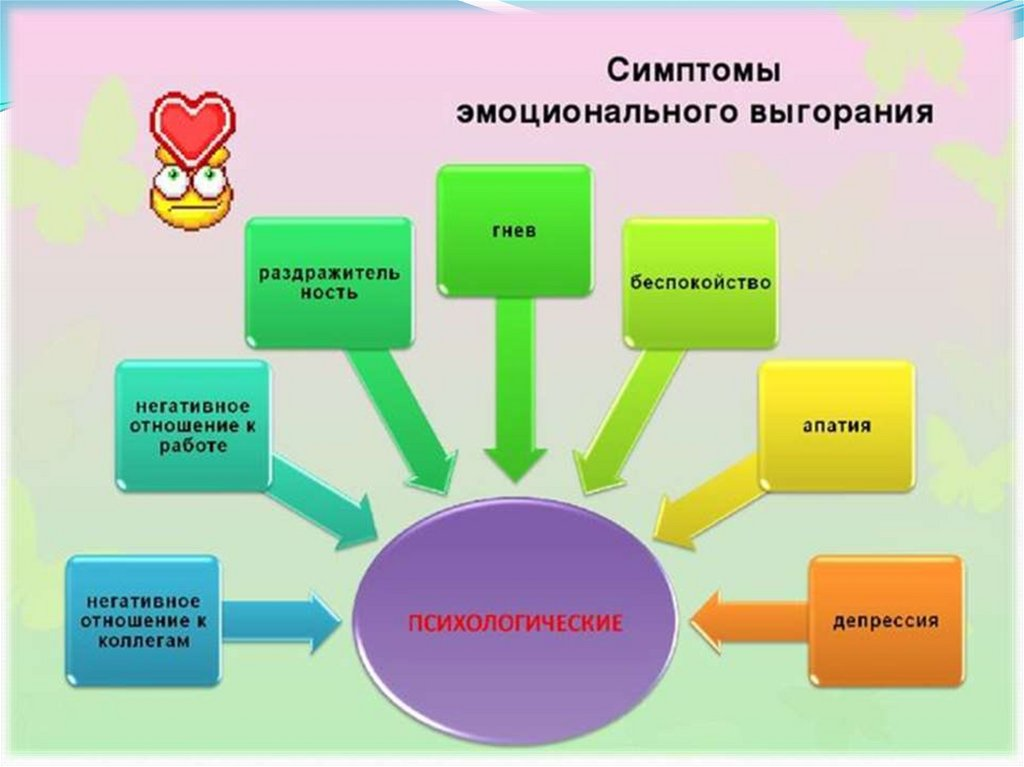 Симптомы
эмоционального выгорания
гнев
раздражитель
ность
беспокойство
негативное
отношение к
работе
апатия
негативное
отношение к
коллегам
ПСИХОЛОГИЧЕСКИЕ
депрессия